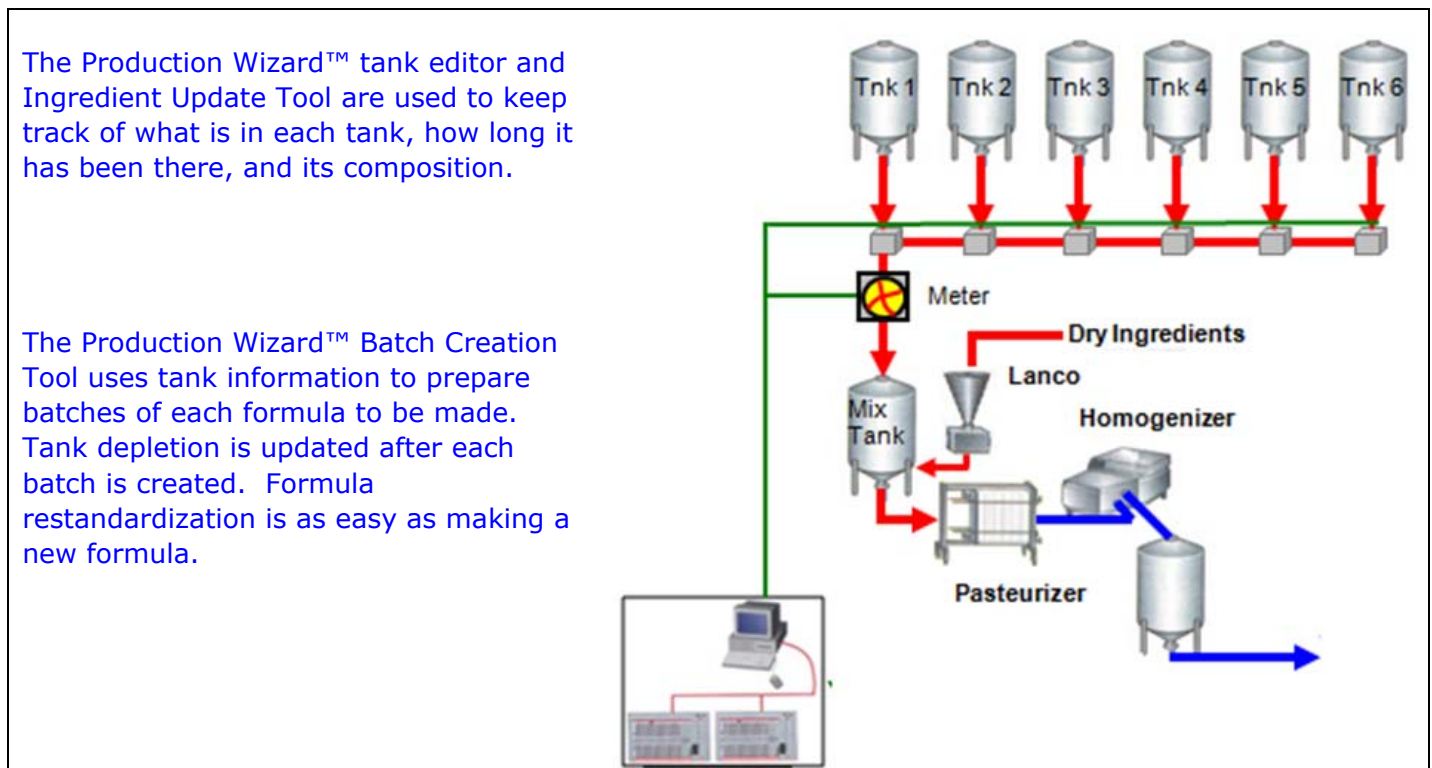 The Production Wizard™ tank editor and
Ingredient Update Tool are used to keep
track of what is in each tank, how long it
has been there, and its composition.
The Production Wizard™ Batch Creation
Tool uses tank information to prepare
batches of each formula to be made.
Tank depletion is updated after each
batch is created.  Formula
restandardization is as easy as making a
new formula.
Tnk 1
Tnk 2
Tnk 3
Tnk 4
Tnk 5
Tnk 6
Meter
Dry Ingredients
Lanco
Mix
Tank
Homogenizer
Pasteurizer